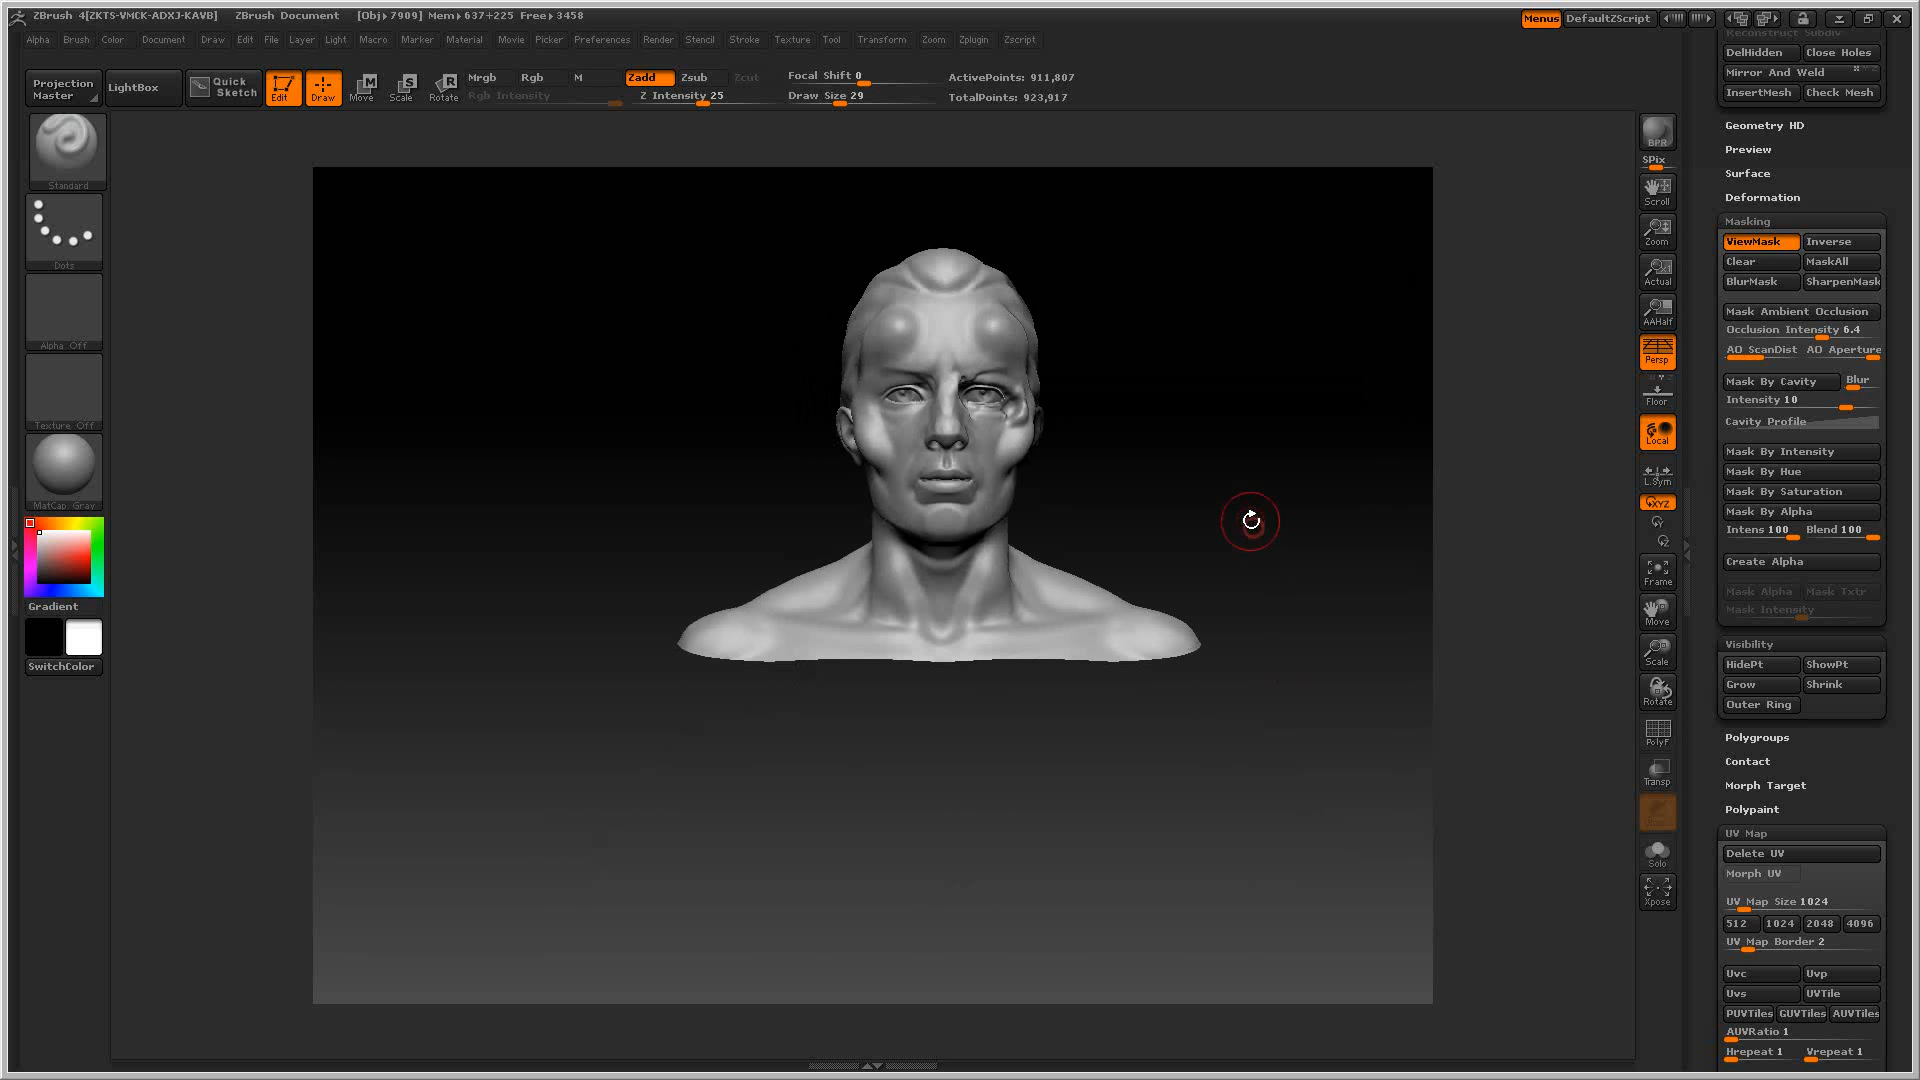 ZBrush 4[ZKTS-VMCK-ADXJ-KAVB] ZBrush Document [Obj▸7909] Mem▸637+225 Free▸3458 Menus DefaultZScript
Alpha Brush Color Document Draw Edit File Layer Light Macro Marker Material Movie Picker Preferences Render Stencil Stroke Texture Tool Transform Zoom Zplugin Zscript
Projection Master
LightBox
Quick Sketch
Edit
Draw
Move
Scale
Rotate
Mrgb Rgb M
Rgb Intensity
Zadd Zsub Zcut
Z Intensity 25
Focal Shift 0
Draw Size 29
ActivePoints: 911,807
TotalPoints: 923,917
Standard
Dots
Alpha Off
Texture Off
MatCap Gray
Gradient
SwitchColor
BPR
SPix
Scroll
Zoom
Actual
AAHalf
Persp
Floor
Local
L.Sym
XYZ
Y
Z
Frame
Move
Scale
Rotate
PolyF
Transp
Solo
Xpose
Reconstruct Subdiv
DelHidden Close Holes
Mirror And Weld
InsertMesh Check Mesh
Geometry HD
Preview
Surface
Deformation
Masking
ViewMask Inverse
Clear MaskAll
BlurMask SharpenMask
Mask Ambient Occlusion
Occlusion Intensity 6.4
AO ScanDist AO Aperture
Mask By Cavity Blur
Intensity 10
Cavity Profile
Mask By Intensity
Mask By Hue
Mask By Saturation
Mask By Alpha
Intens 100 Blend 100
Create Alpha
Mask Alpha Mask Txtr
Mask Intensity
Visibility
HidePt ShowPt
Grow Shrink
Outer Ring
Polygroups
Contact
Morph Target
Polypaint
UV Map
Delete UV
Morph UV
UV Map Size 1024
512 1024 2048 4096
UV Map Border 2
Uvc Uvp
Uvs UVTile
PUVTiles GUVTiles AUVTiles
AUVRatio 1
Hrepeat 1 Vrepeat 1